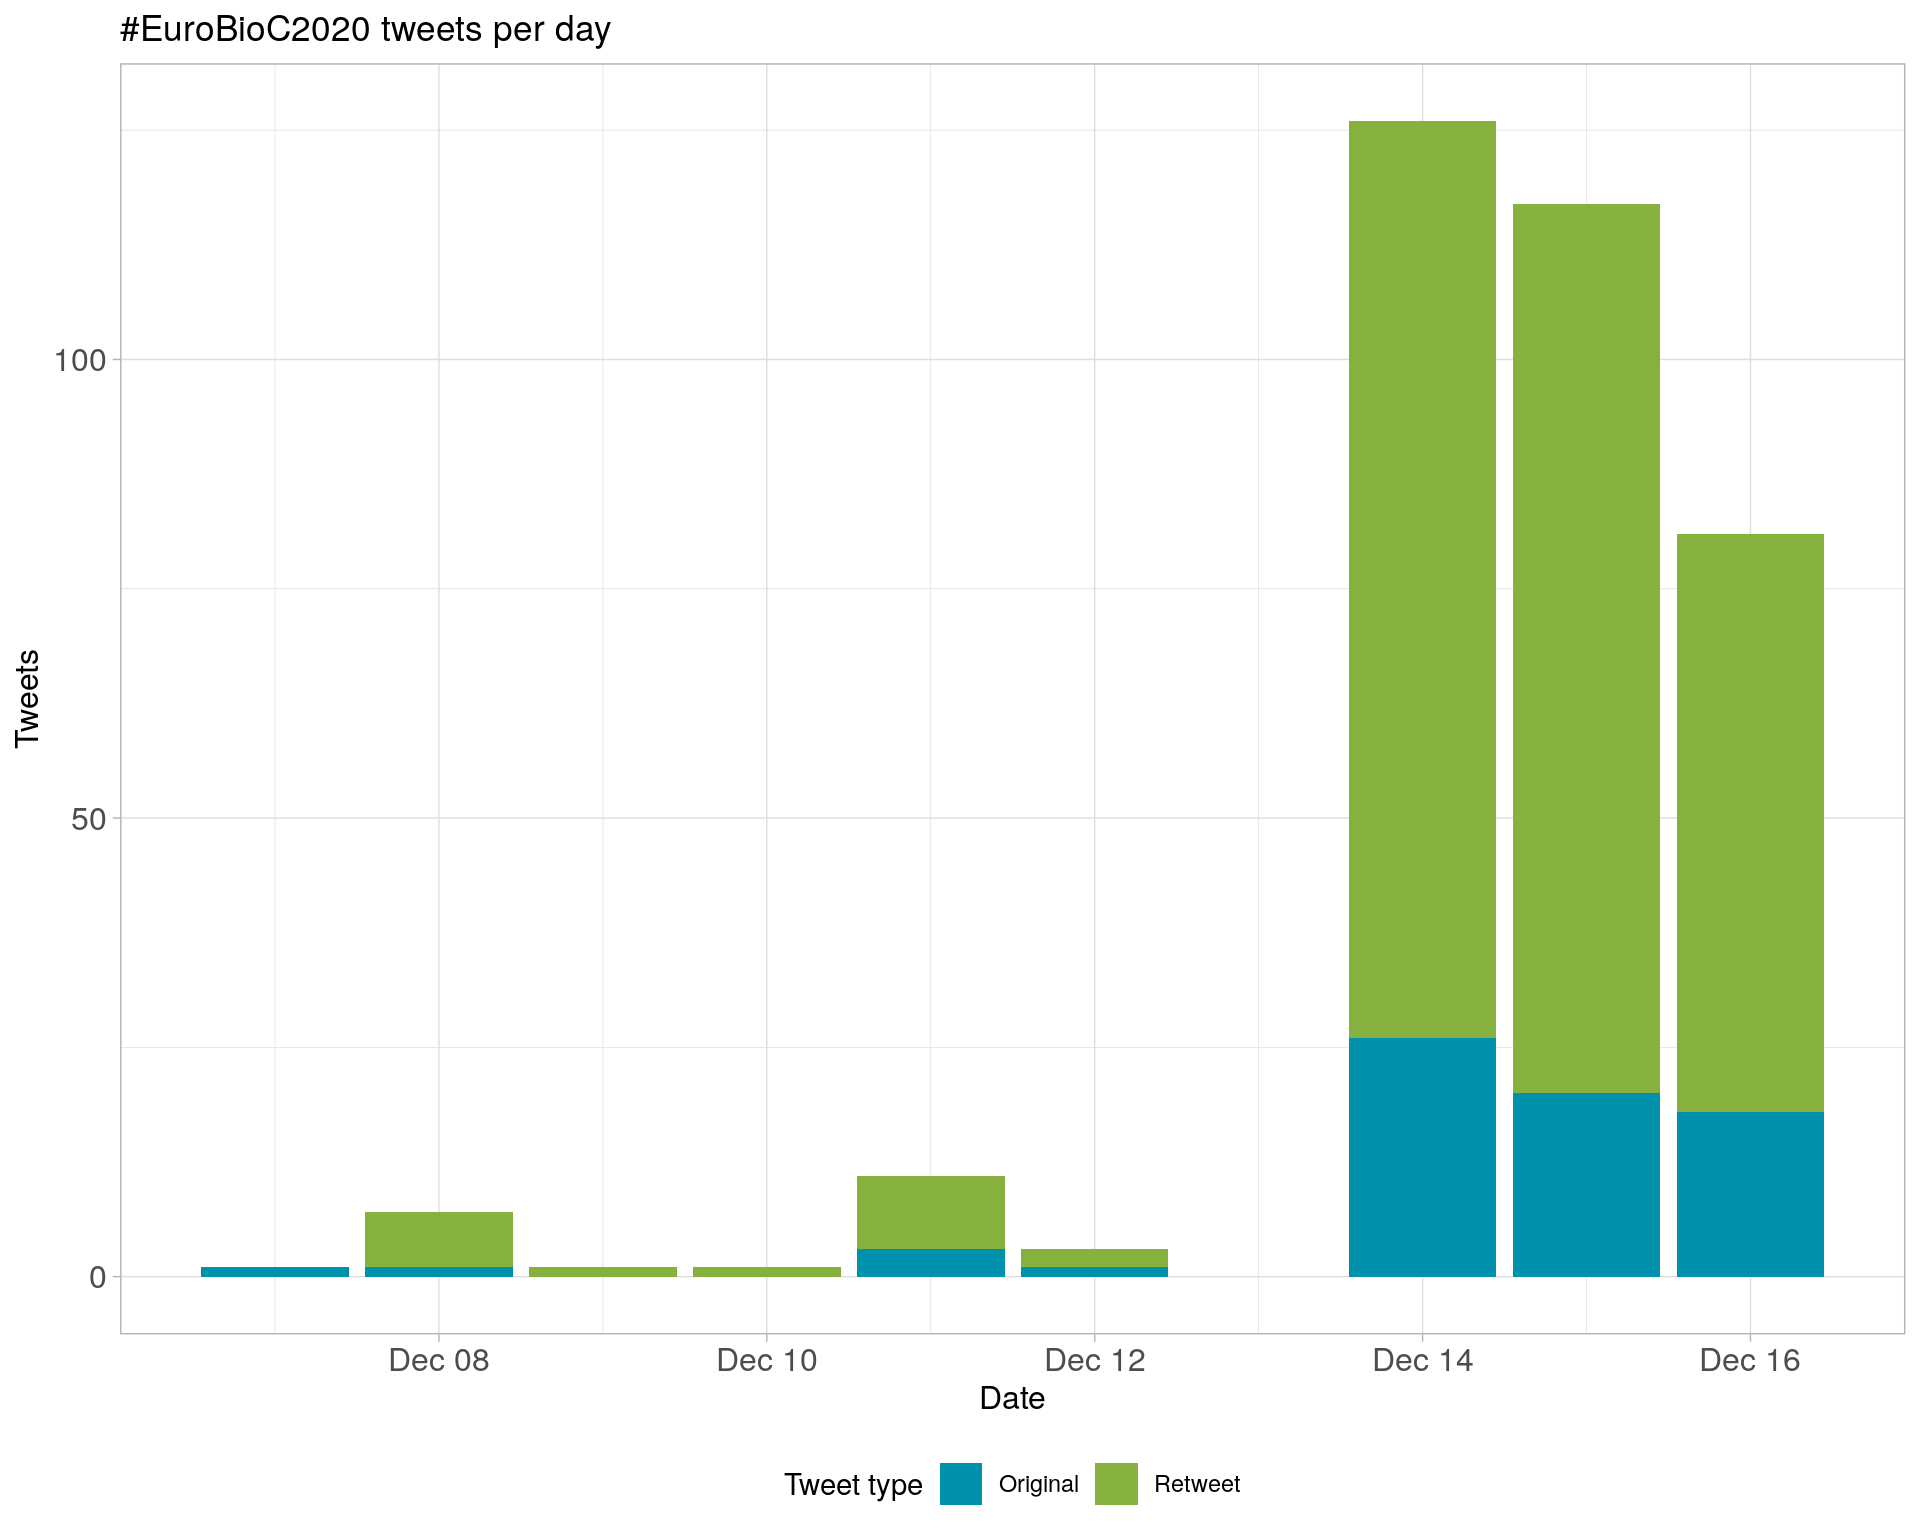 #EuroBioC2020 tweets per day
Tweets
100
50
0
Dec 08
Dec 10
Dec 12
Dec 14
Dec 16
Date
Tweet type
Original
Retweet